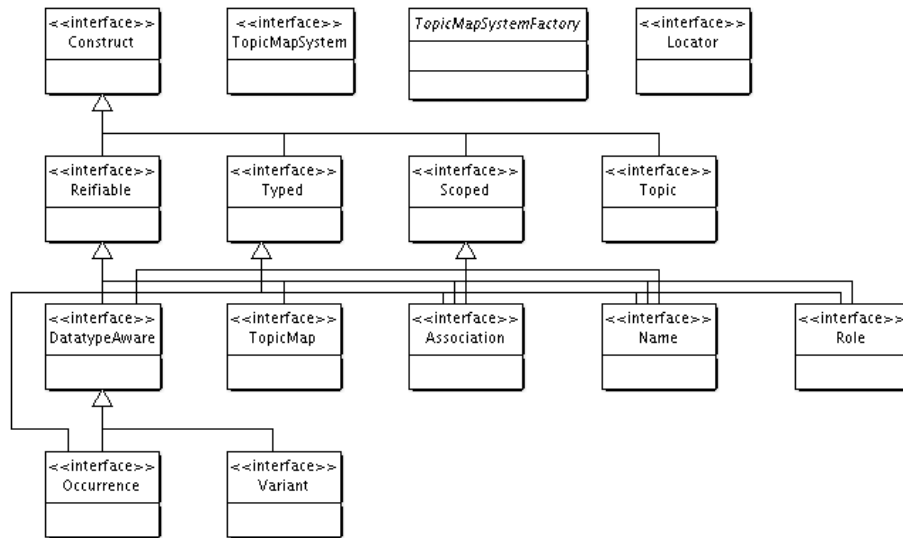 <<interface>>
Construct
<<interface>>
TopicMapSystem
TopicMapSystemFactory
<<interface>>
Locator
<<interface>>
Reifiable
<<interface>>
Typed
<<interface>>
Scoped
<<interface>>
Topic
<<interface>>
DatatypeAware
<<interface>>
TopicMap
<<interface>>
Association
<<interface>>
Name
<<interface>>
Role
<<interface>>
Occurrence
<<interface>>
Variant